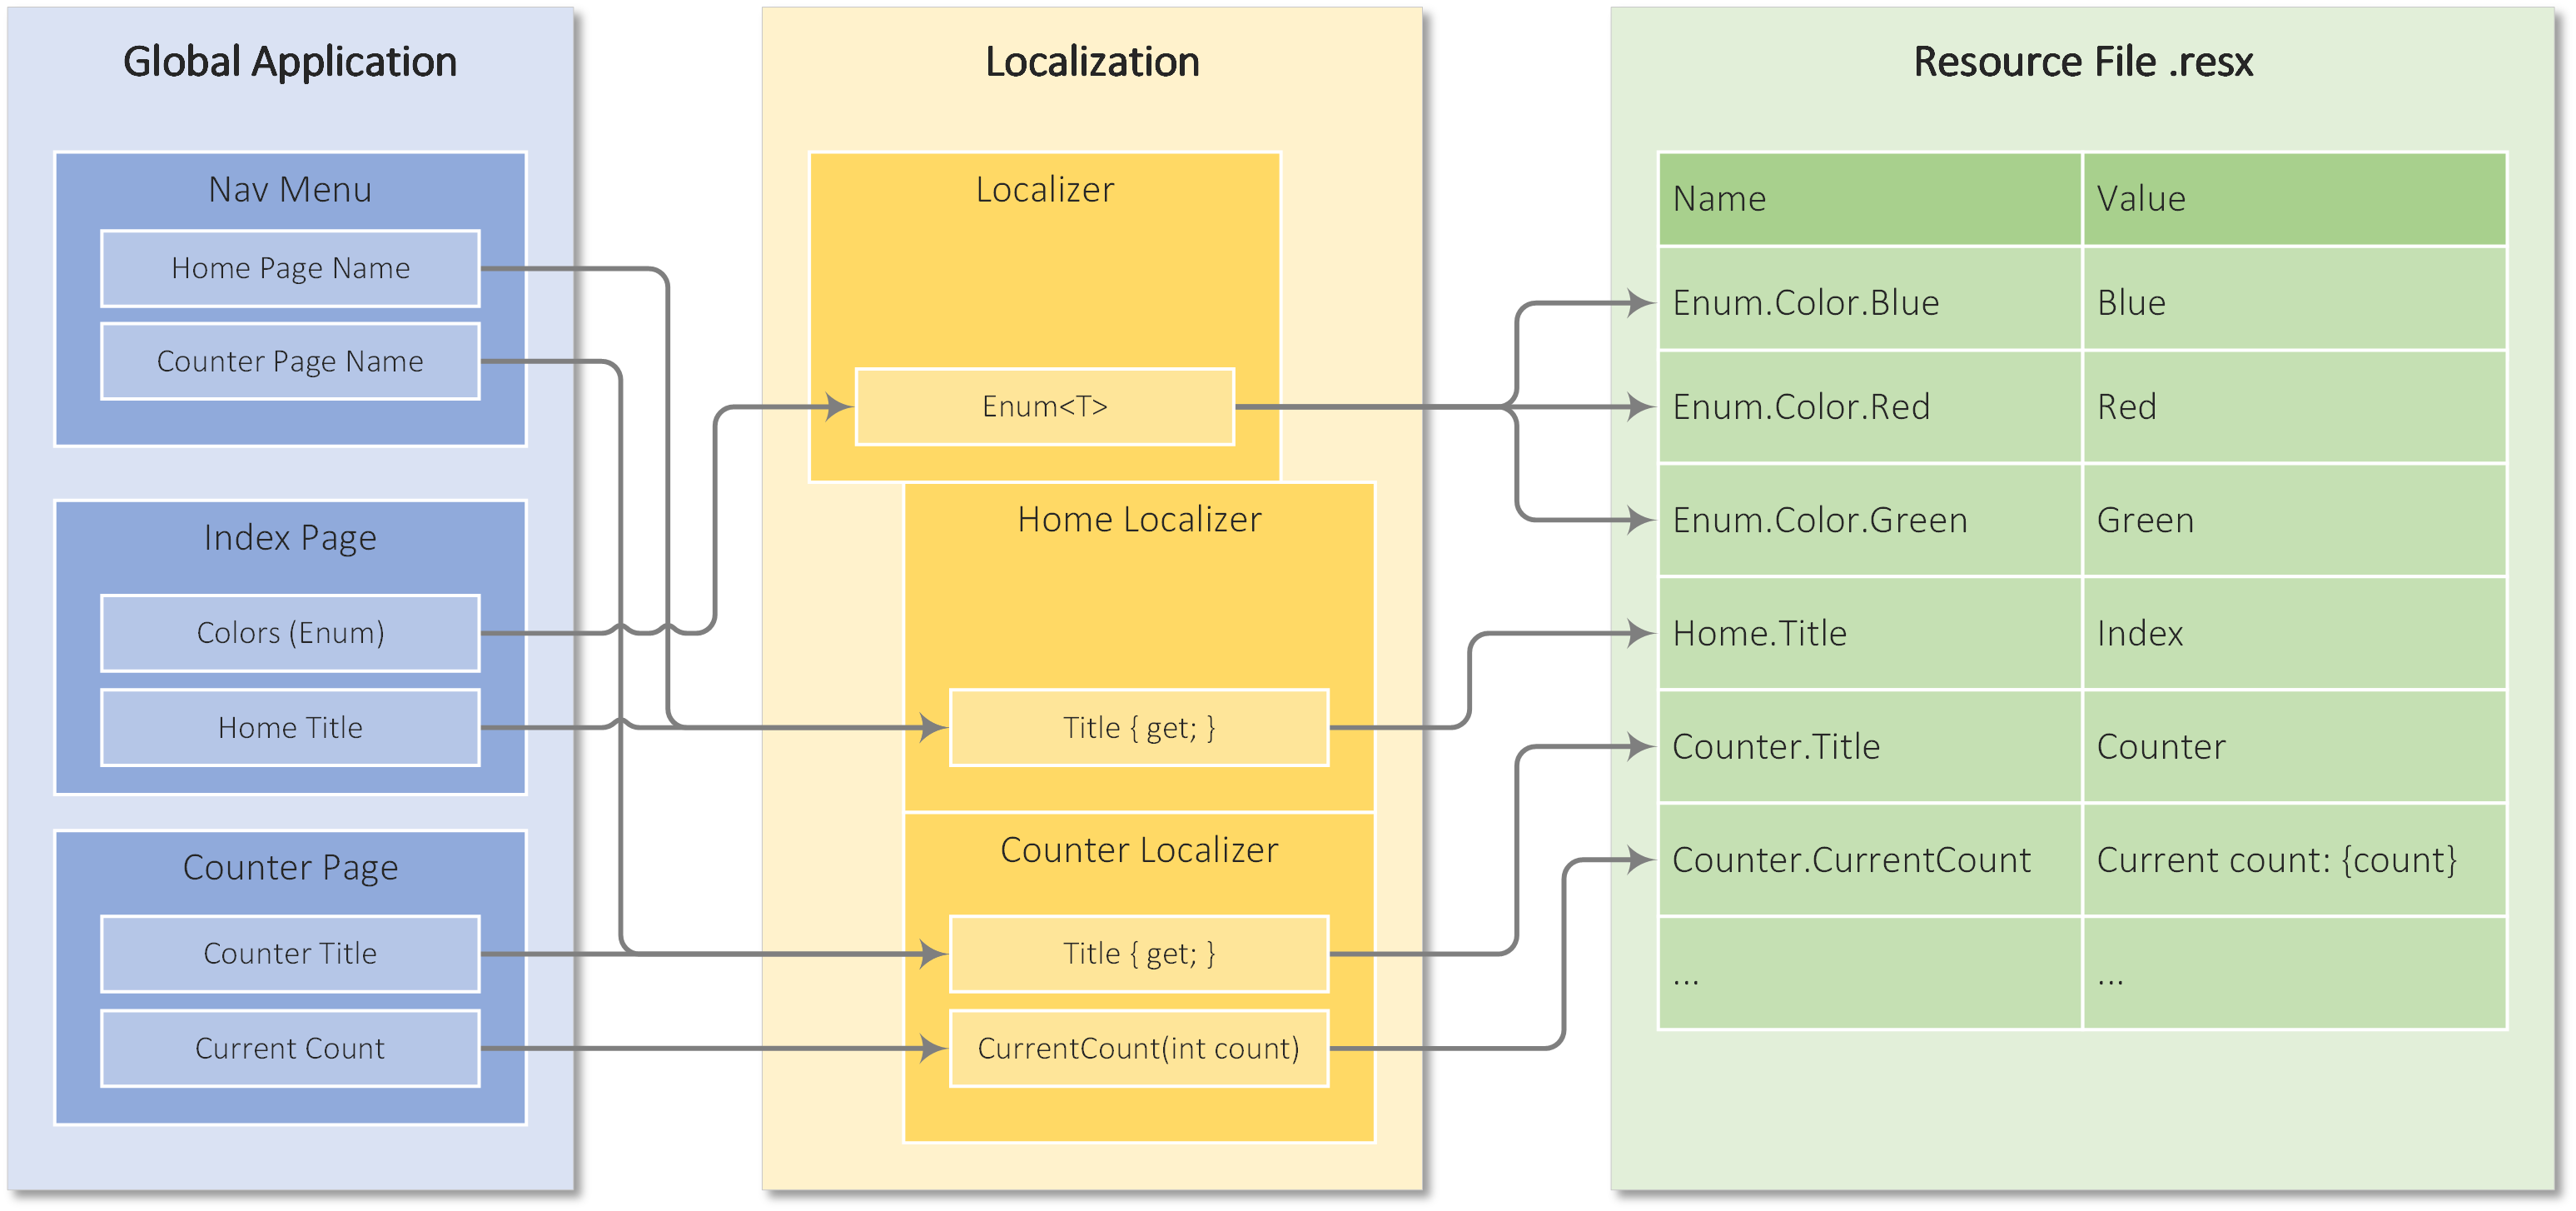 Global Application
Nav Menu
Home Page Name
Counter Page Name
Index Page
Colors (Enum)
Home Title
Counter Page
Counter Title
Current Count
Localization
Localizer
Enum<T>
Home Localizer
Title { get; }
Counter Localizer
Title { get; }
CurrentCount(int count)
Resource File .resx
Name Value
Enum.Color.Blue Blue
Enum.Color.Red Red
Enum.Color.Green Green
Home.Title Index
Counter.Title Counter
Counter.CurrentCount Current count: {count}
... ...